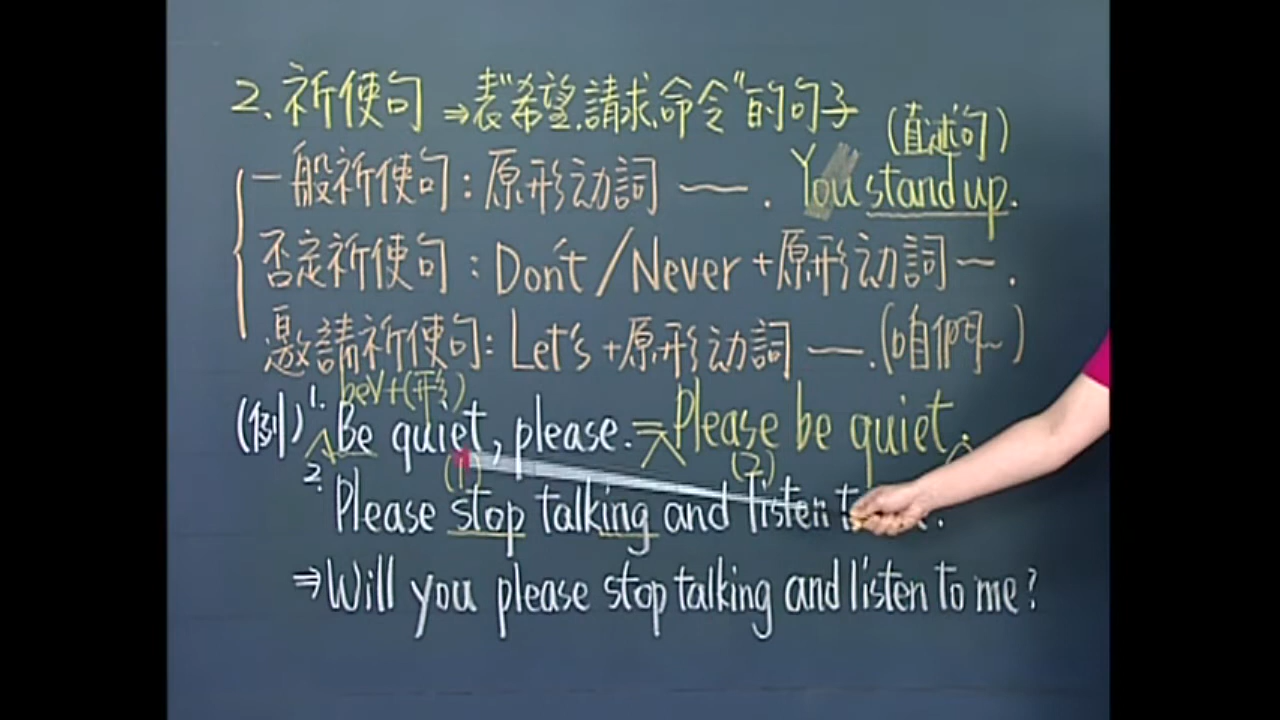 2. 祈使句 ⇒表"希望、請求、命令"的句子
(直述句)
一般祈使句：原形动詞 —— . You stand up.
否定祈使句：Don't / Never + 原形动詞 — .
邀請祈使句：Let's + 原形动詞 —— . (咱們~)
beV+(形)
(例) 1. Be quiet, please. = Please be quiet.
(1) (2)
2. Please stop talking and listen
⇒ Will you please stop talking and listen to me?